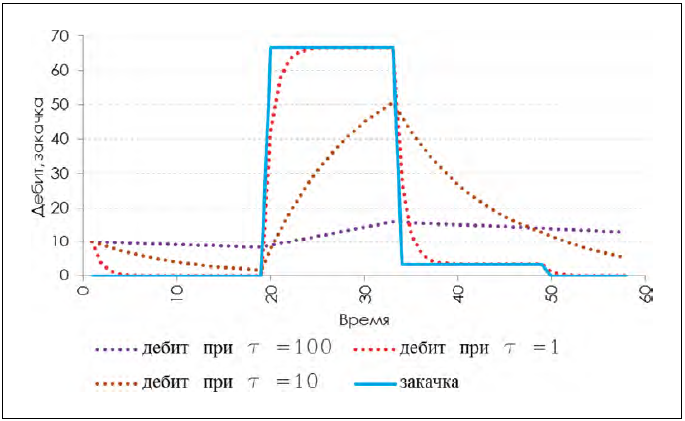 70
60
50
40
30
20
10
0
Дебит, закачка
0 10 20 30 40 50 60
Время
дебит при τ =100 дебит при τ =1
дебит при τ =10 закачка